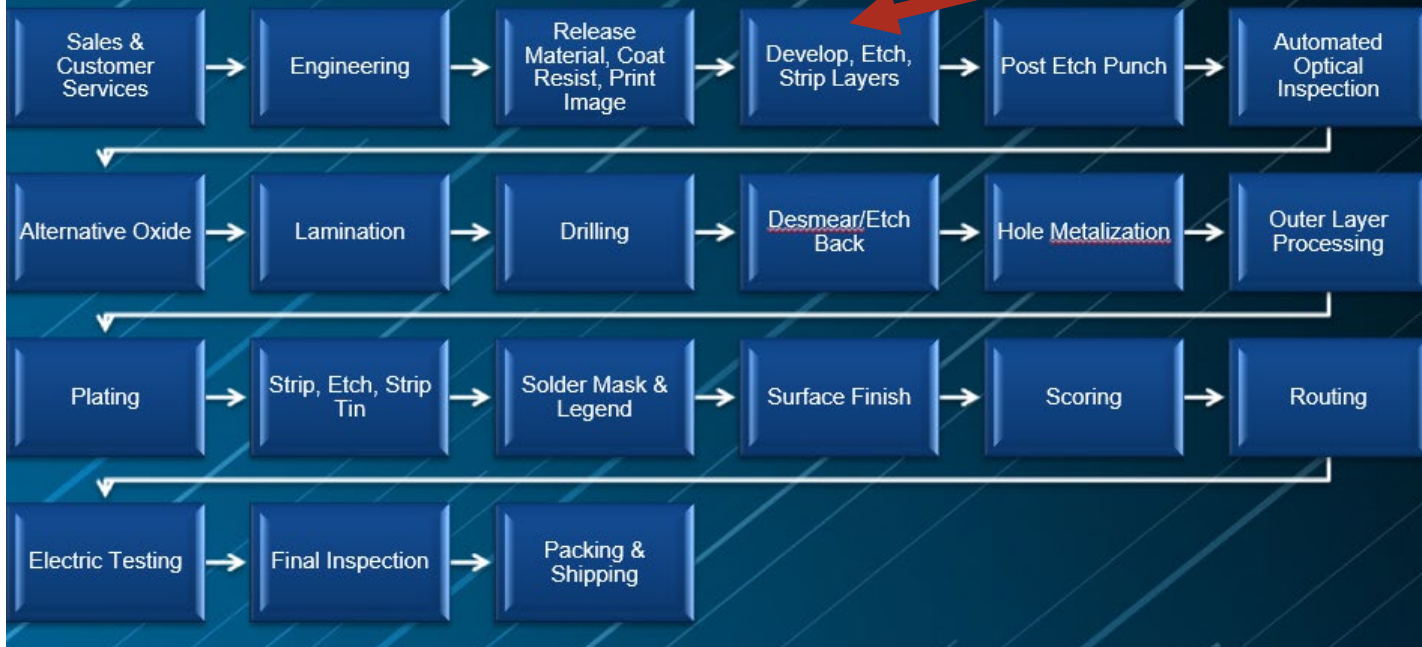 Sales &
Customer
Services
Engineering
Release
Material, Coat
Resist, Print
Image
Develop, Etch,
Strip Layers
Post Etch Punch
Automated
Optical
Inspection
Alternative Oxide
Lamination
Drilling
Desmear/Etch
Back
Hole Metalization
Outer Layer
Processing
Plating
Strip, Etch, Strip
Tin
Solder Mask &
Legend
Surface Finish
Scoring
Routing
Electric Testing
Final Inspection
Packing &
Shipping